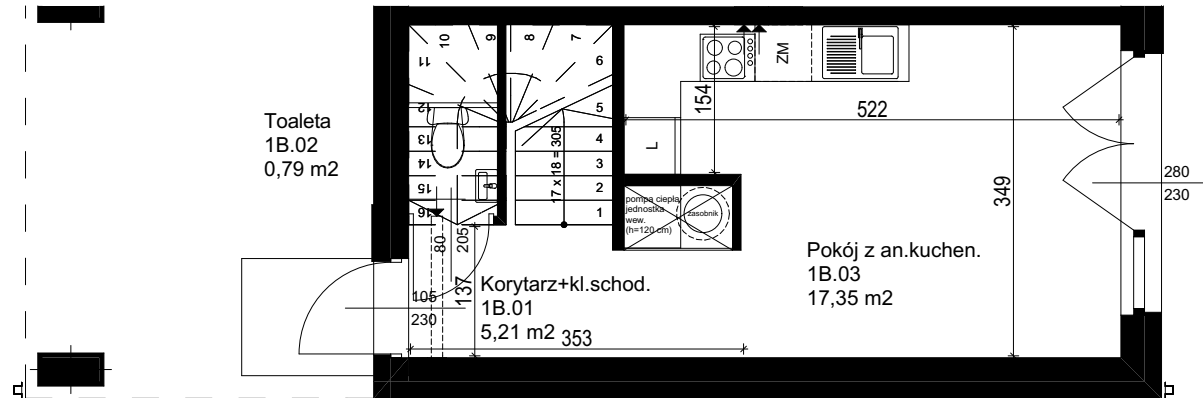 Toaleta
1B.02
0,79 m2
10
9
8
7
11
6
12
5
13
4
14
3
15
2
16
1
17 x 18 = 305
80
205
137
105
230
Korytarz+kl.schod.
1B.01
5,21 m2
353
ZM
154
L
522
pompa ciepła
jednostka
wew.
(h=120 cm)
zasobnik
Pokój z an.kuchen.
1B.03
17,35 m2
349
280
230